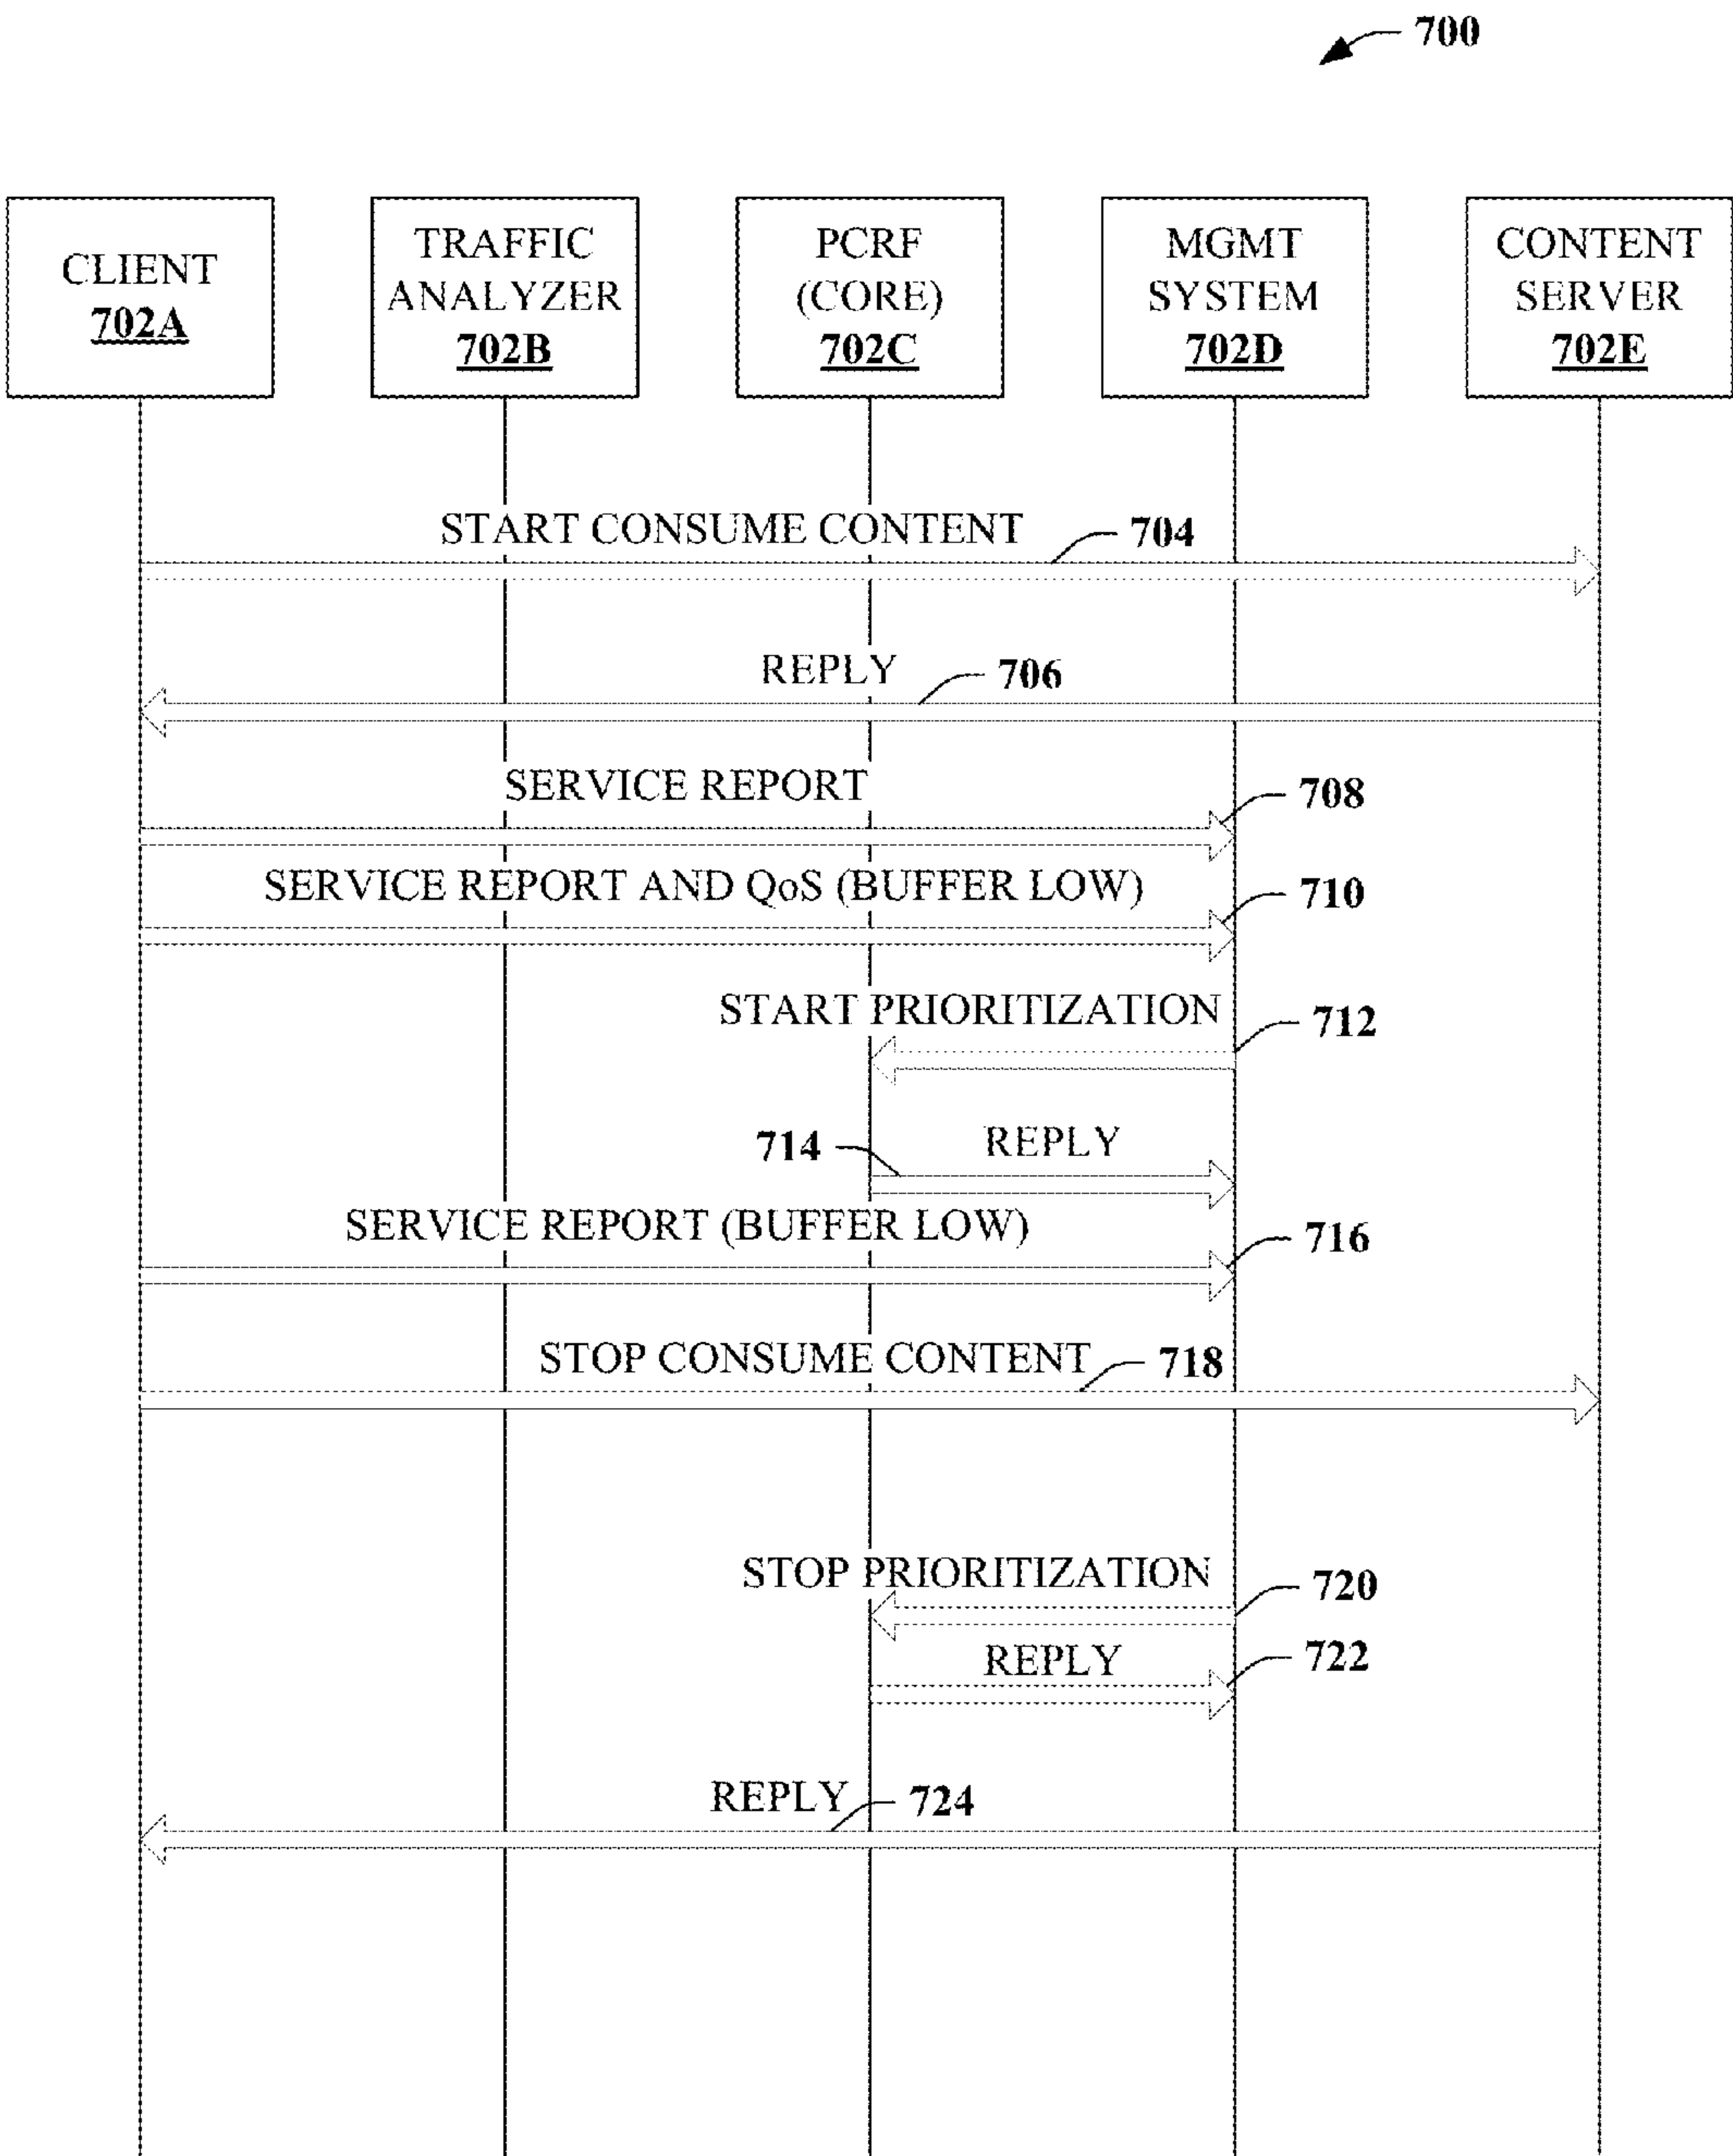 700
CLIENT
702A
TRAFFIC
ANALYZER
702B
PCRF
(CORE)
702C
MGMT
SYSTEM
702D
CONTENT
SERVER
702E
START CONSUME CONTENT 704
REPLY 706
SERVICE REPORT 708
SERVICE REPORT AND QoS (BUFFER LOW) 710
START PRIORITIZATION 712
714 REPLY
SERVICE REPORT (BUFFER LOW) 716
STOP CONSUME CONTENT 718
STOP PRIORITIZATION 720
REPLY 722
REPLY 724